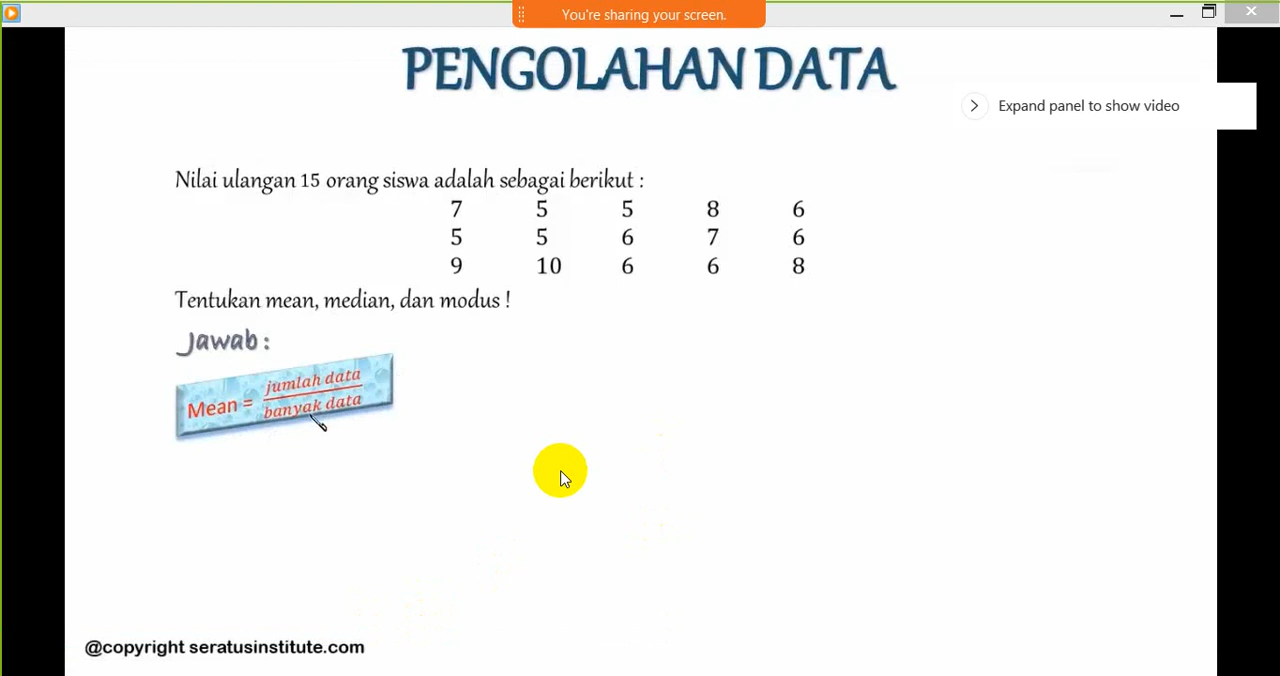 You're sharing your screen.
PENGOLAHAN DATA
Expand panel to show video
Nilai ulangan 15 orang siswa adalah sebagai berikut :
7 5 5 8 6
5 5 6 7 6
9 10 6 6 8
Tentukan mean, median, dan modus !
Jawab :
Mean = jumlah data
banyak data
@copyright seratusinstitute.com